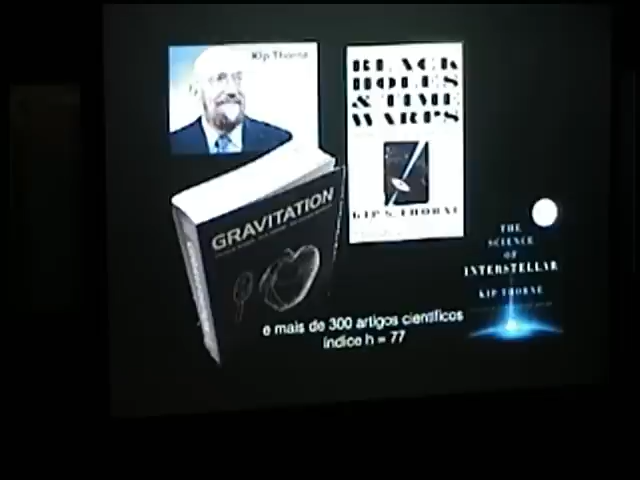 Kip Thorne
BLACK
HOLES
& TIME
WARPS
KIP S. THORNE
GRAVITATION
GRAVITATION
THE
SCIENCE
OF
INTERSTELLAR
KIP THORNE
e mais de 300 artigos científicos
índice h = 77